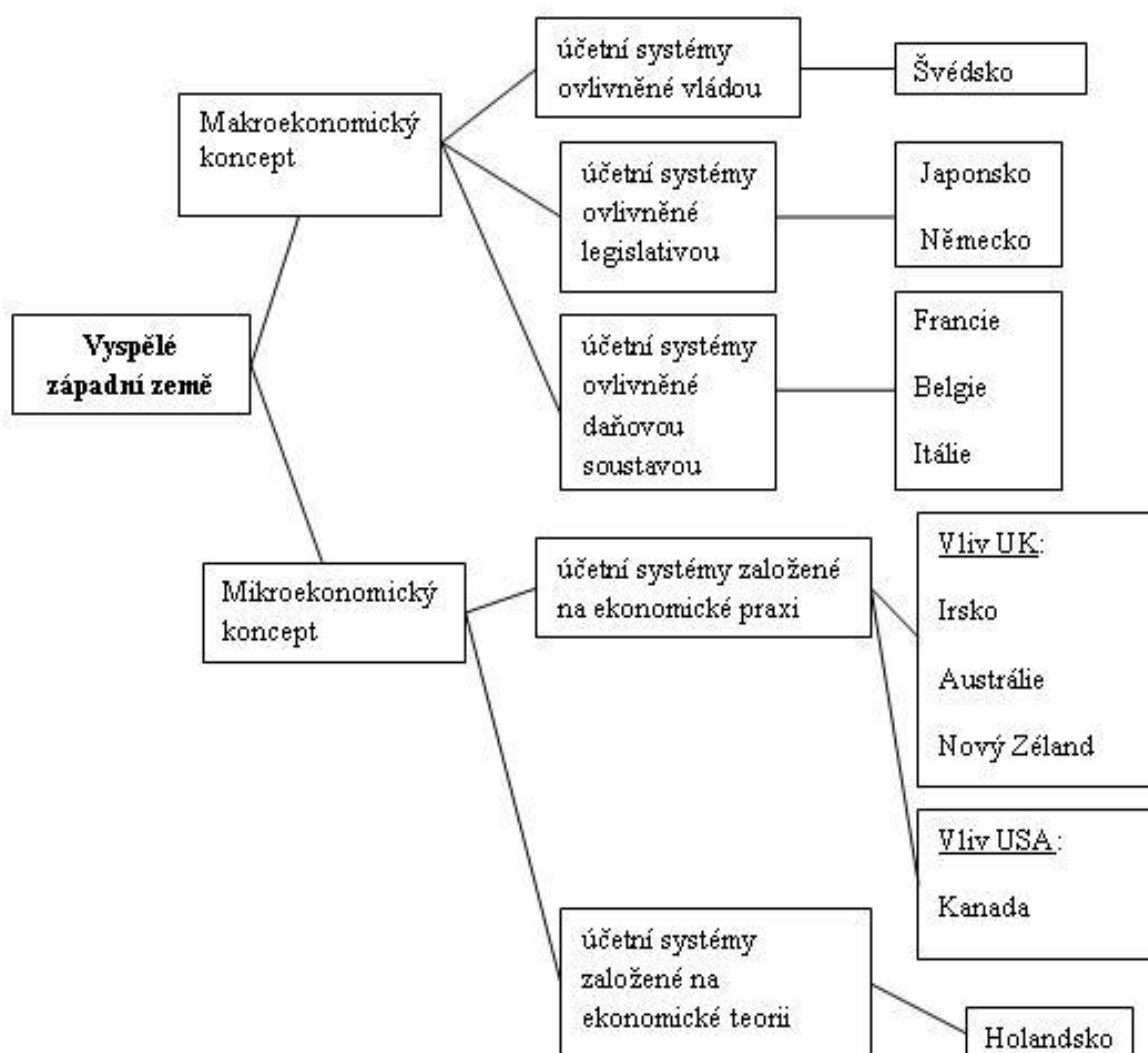 účetní systémy
ovlivněné vládou
Švédsko
Makroekonomický
koncept
účetní systémy
ovlivněné
legislativou
Japonsko
Německo
Vyspělé
západní země
účetní systémy
ovlivněné
daňovou
soustavou
Francie
Belgie
Itálie
Mikroekonomický
koncept
účetní systémy založené
na ekonomické praxi
Vliv UK:
Irsko
Austrálie
Nový Zéland
Vliv USA:
Kanada
účetní systémy
založené na
ekonomické teorii
Holandsko